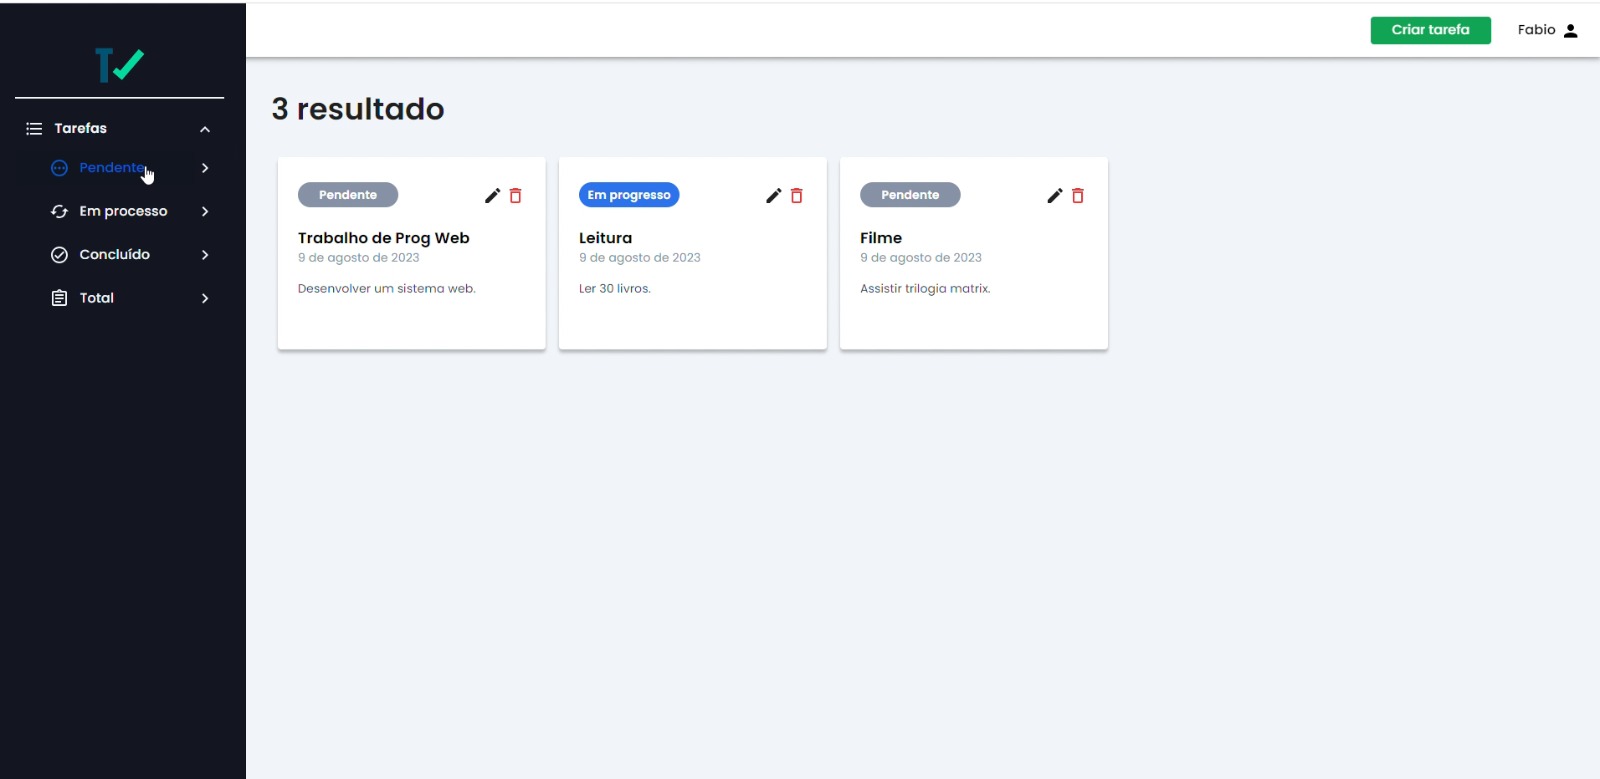 Criar tarefa
Fabio
T
Tarefas
Pendente
Em processo
Concluído
Total
3 resultado
Pendente
Trabalho de Prog Web
9 de agosto de 2023
Desenvolver um sistema web.
Em progresso
Leitura
9 de agosto de 2023
Ler 30 livros.
Pendente
Filme
9 de agosto de 2023
Assistir trilogia matrix.